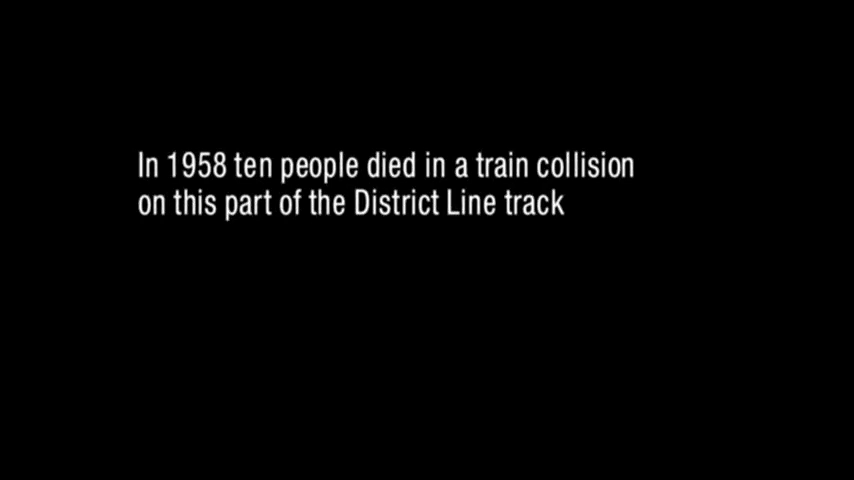 In 1958 ten people died in a train collision
on this part of the District Line track